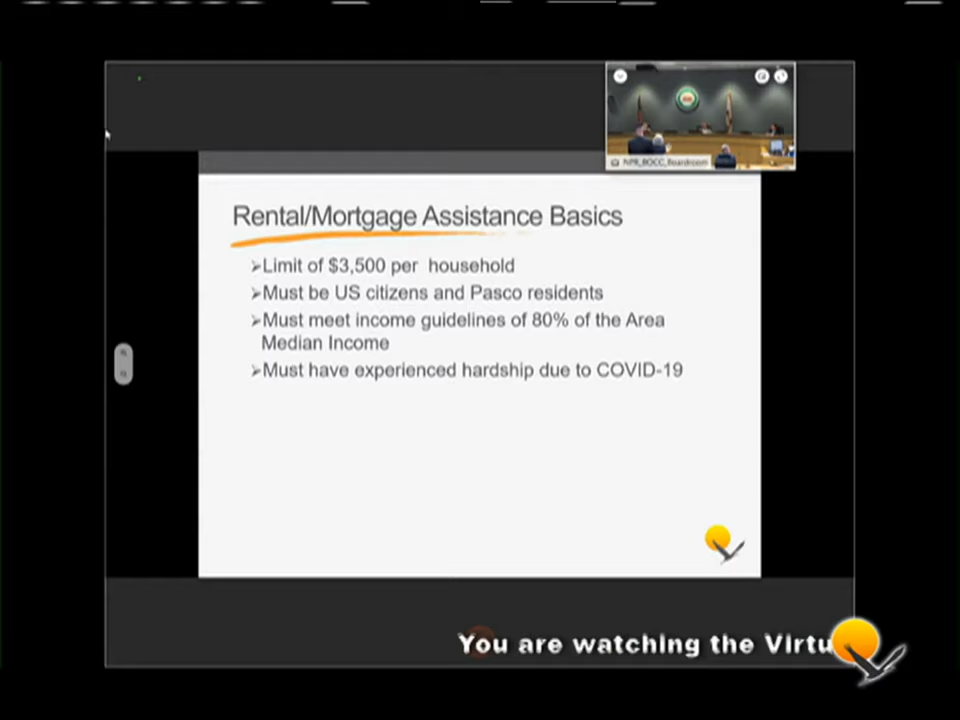 NPR_BOCC_Boardroom
Rental/Mortgage Assistance Basics
➢Limit of $3,500 per household
➢Must be US citizens and Pasco residents
➢Must meet income guidelines of 80% of the Area
Median Income
➢Must have experienced hardship due to COVID-19
You are watching the Virtu